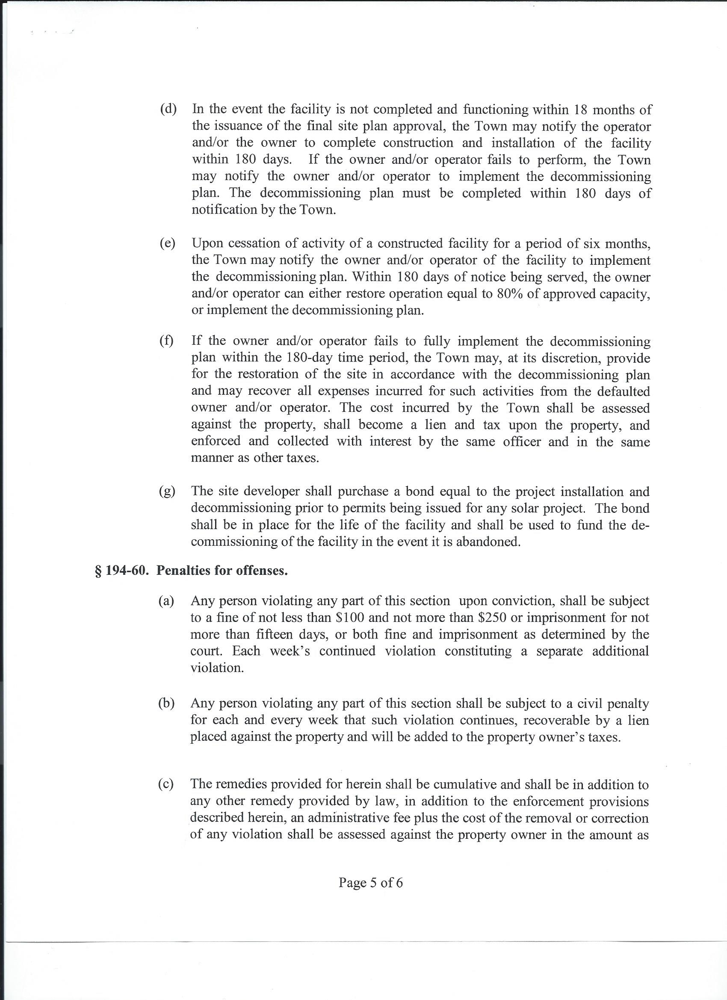 (d) In the event the facility is not completed and functioning within 18 months of
the issuance of the final site plan approval, the Town may notify the operator
and/or the owner to complete construction and installation of the facility
within 180 days. If the owner and/or operator fails to perform, the Town
may notify the owner and/or operator to implement the decommissioning
plan. The decommissioning plan must be completed within 180 days of
notification by the Town.
(e) Upon cessation of activity of a constructed facility for a period of six months,
the Town may notify the owner and/or operator of the facility to implement
the decommissioning plan. Within 180 days of notice being served, the owner
and/or operator can either restore operation equal to 80% of approved capacity,
or implement the decommissioning plan.
(f) If the owner and/or operator fails to fully implement the decommissioning
plan within the 180-day time period, the Town may, at its discretion, provide
for the restoration of the site in accordance with the decommissioning plan
and may recover all expenses incurred for such activities from the defaulted
owner and/or operator. The cost incurred by the Town shall be assessed
against the property, shall become a lien and tax upon the property, and
enforced and collected with interest by the same officer and in the same
manner as other taxes.
(g) The site developer shall purchase a bond equal to the project installation and
decommissioning prior to permits being issued for any solar project. The bond
shall be in place for the life of the facility and shall be used to fund the de-
commissioning of the facility in the event it is abandoned.
§ 194-60. Penalties for offenses.
(a) Any person violating any part of this section upon conviction, shall be subject
to a fine of not less than $100 and not more than $250 or imprisonment for not
more than fifteen days, or both fine and imprisonment as determined by the
court. Each week’s continued violation constituting a separate additional
violation.
(b) Any person violating any part of this section shall be subject to a civil penalty
for each and every week that such violation continues, recoverable by a lien
placed against the property and will be added to the property owner’s taxes.
(c) The remedies provided for herein shall be cumulative and shall be in addition to
any other remedy provided by law, in addition to the enforcement provisions
described herein, an administrative fee plus the cost of the removal or correction
of any violation shall be assessed against the property owner in the amount as
Page 5 of 6